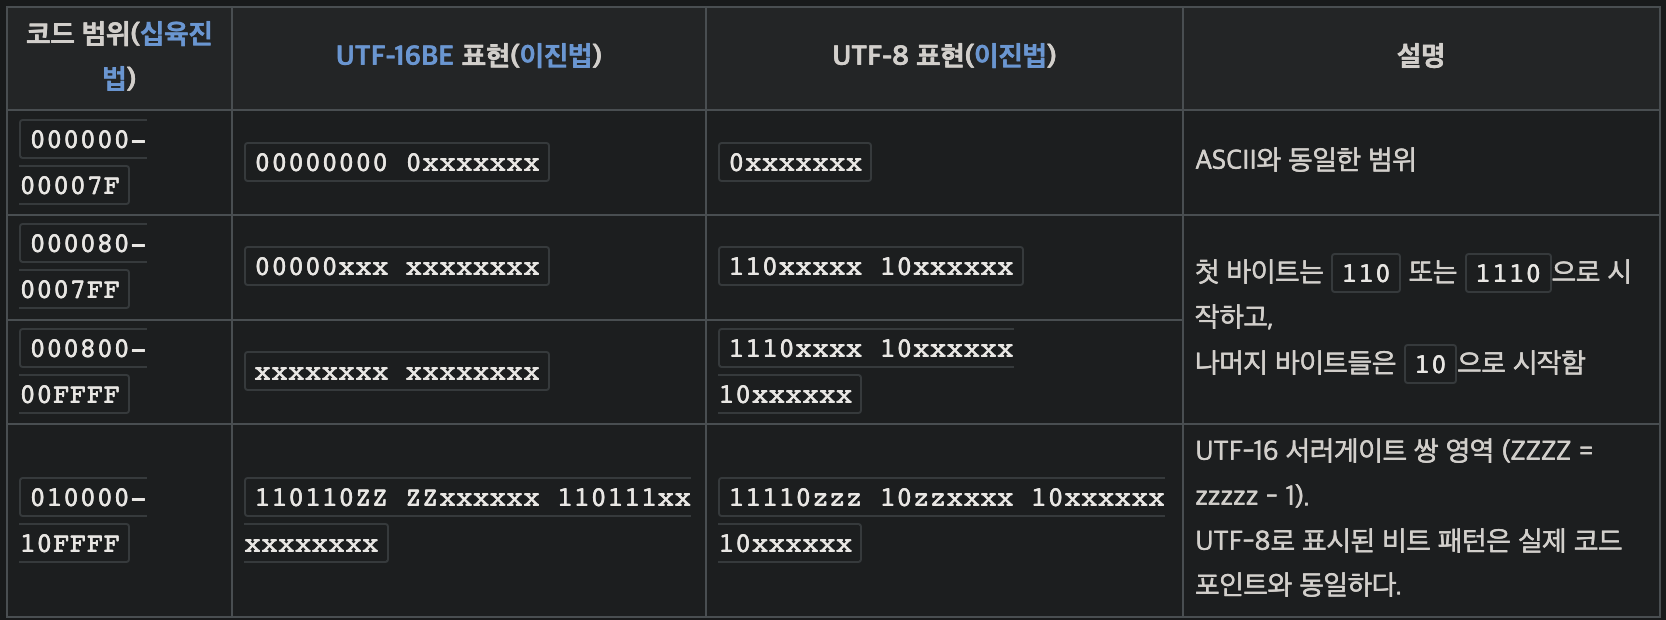 코드 범위(십육진
법)
UTF-16BE 표현(이진법)
UTF-8 표현(이진법)
설명
000000–
00007F
00000000 0xxxxxxx
0xxxxxxx
ASCII와 동일한 범위
000080–
0007FF
00000xxx xxxxxxxx
110xxxxx 10xxxxxx
첫 바이트는 110 또는 1110으로 시
작하고,
나머지 바이트들은 10으로 시작함
000800–
00FFFF
xxxxxxxx xxxxxxxx
1110xxxx 10xxxxxx
10xxxxxx
010000–
10FFFF
110110ZZ ZZxxxxxx 110111xx
xxxxxxxx
11110zzz 10zzxxxx 10xxxxxx
10xxxxxx
UTF-16 서러게이트 쌍 영역 (ZZZZ =
zzzzz - 1).
UTF-8로 표시된 비트 패턴은 실제 코드
포인트와 동일하다.